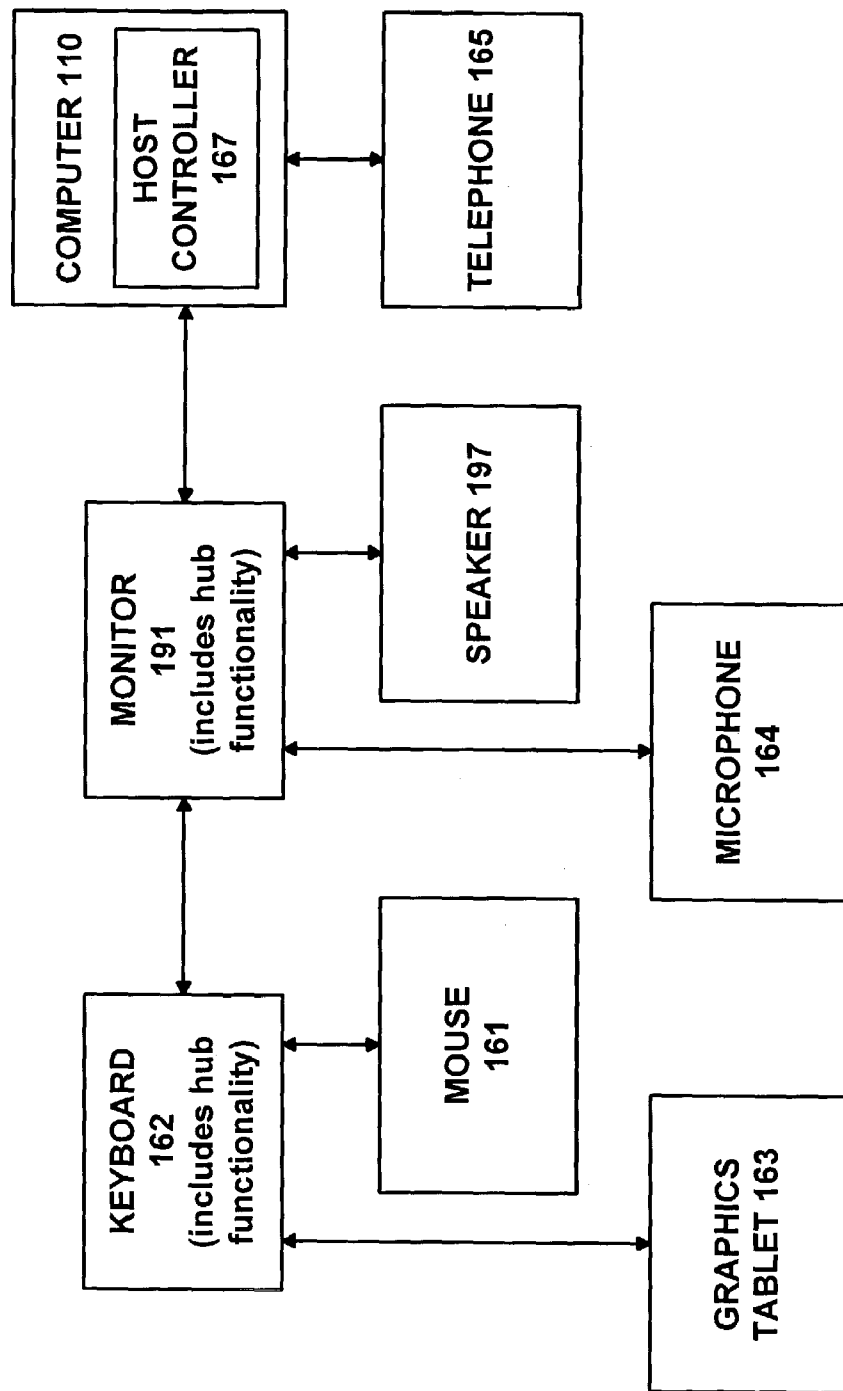 KEYBOARD
162
(includes hub
functionality)
MONITOR
191
(includes hub
functionality)
COMPUTER 110
HOST
CONTROLLER
167
MOUSE
161
SPEAKER 197
TELEPHONE 165
GRAPHICS
TABLET 163
MICROPHONE
164